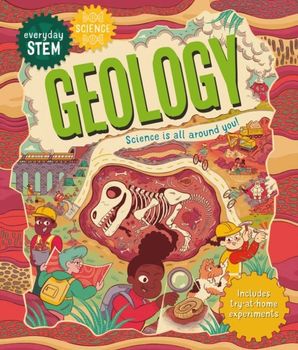 everyday
STEM
SCIENCE
GEOLOGY
Science is all around you!
Includes
try-at-home
experiments